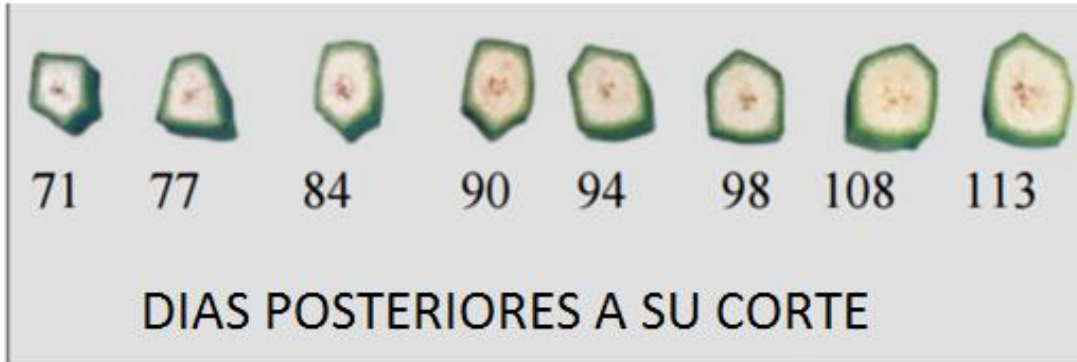 71 77 84 90 94 98 108 113
DIAS POSTERIORES A SU CORTE